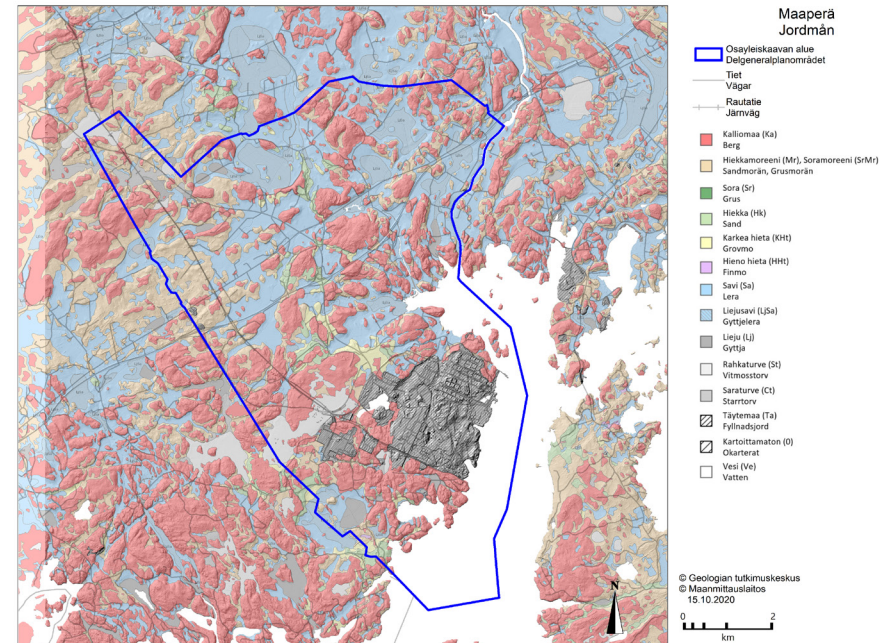 Maaperä
Jordmån
Osayleiskaavan alue
Delgeneralplanområdet
Tiet
Vägar
Rautatie
Järnväg
Kalliomaa (Ka)
Berg
Hiekkamoreeni (Mr), Soramoreeni (SrMr)
Sandmorän, Grusmorän
Sora (Sr)
Grus
Hiekka (Hk)
Sand
Karkea hieta (KHt)
Grovmo
Hieno hieta (HHt)
Finmo
Savi (Sa)
Lera
Liejusavi (LjSa)
Gyttjelera
Lieju (Lj)
Gyttja
Rahkaturve (St)
Vitmosstorv
Saraturve (Ct)
Starrtorv
Täytemaa (Ta)
Fyllnadsjord
Kartoittamaton (0)
Okarterat
Vesi (Ve)
Vatten
© Geologian tutkimuskeskus
© Maanmittauslaitos
15.10.2020
N
0 2
km